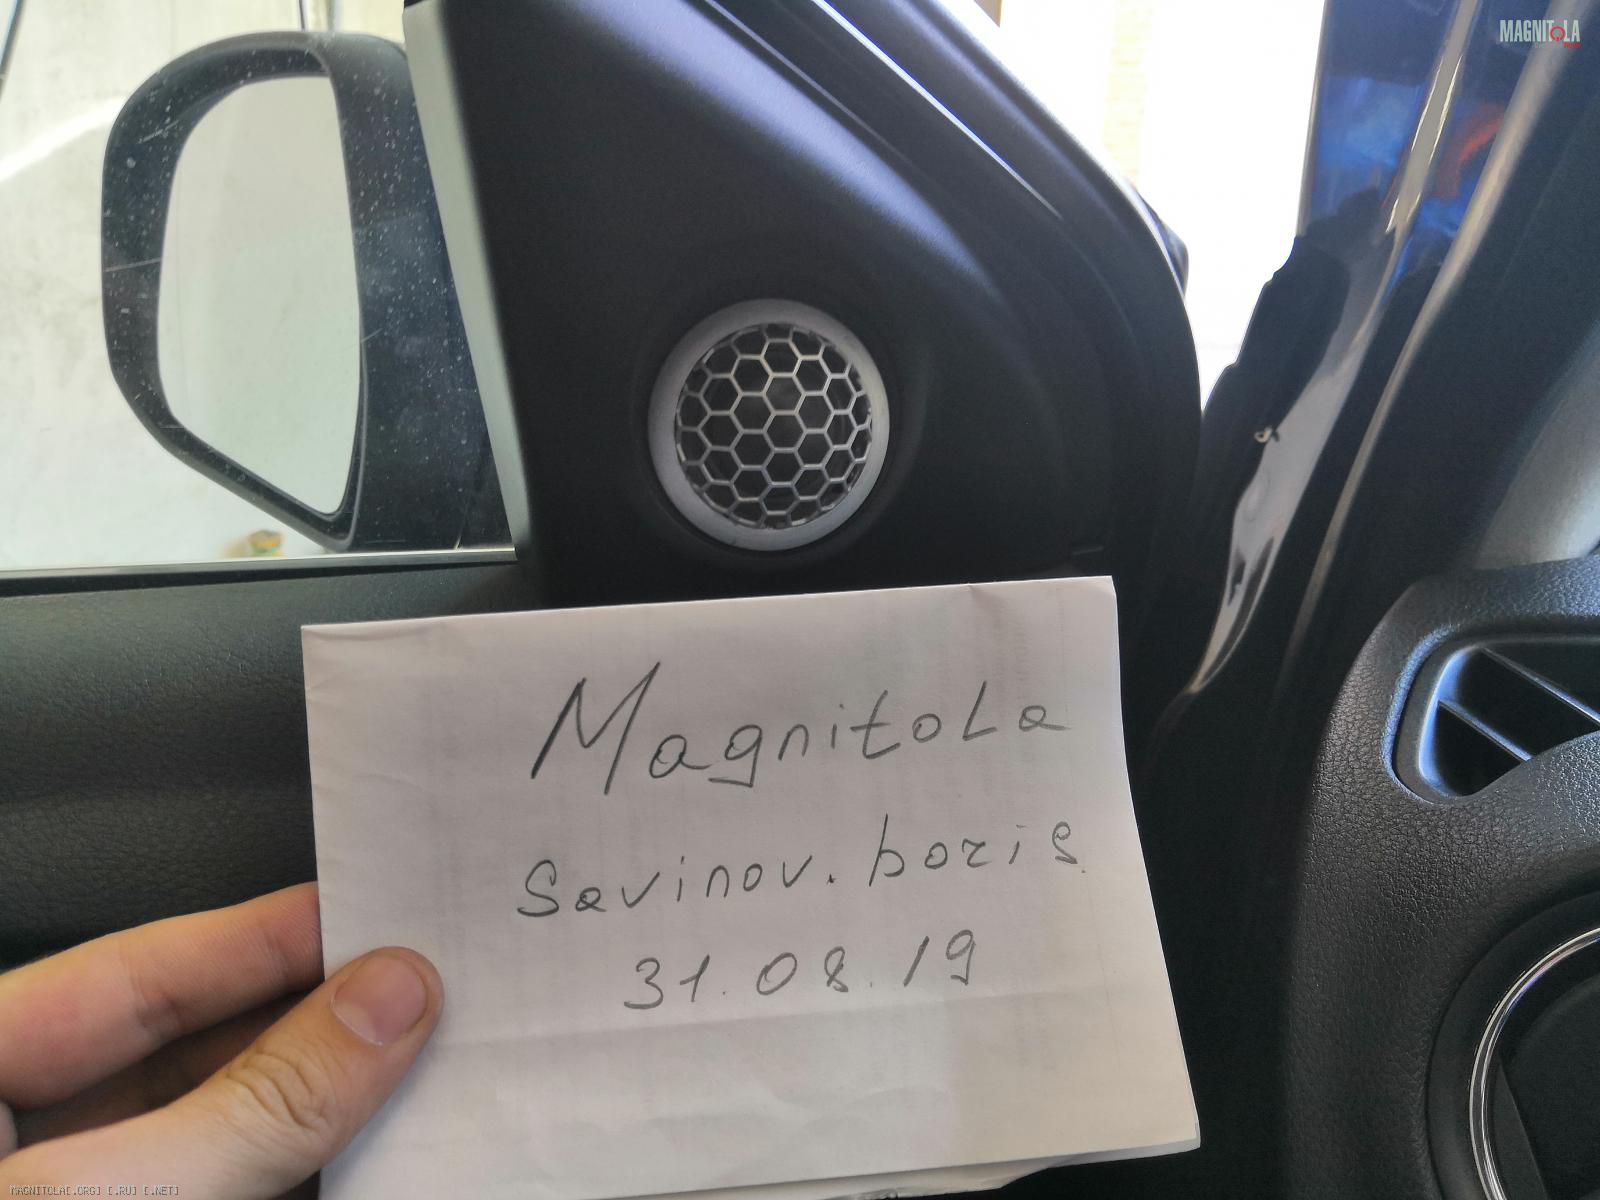 MAGNITOLA
MagnitoLa
Savinov.boris
31.08.19
MAGNITOLA[.ORG] [.RU] [.NET]